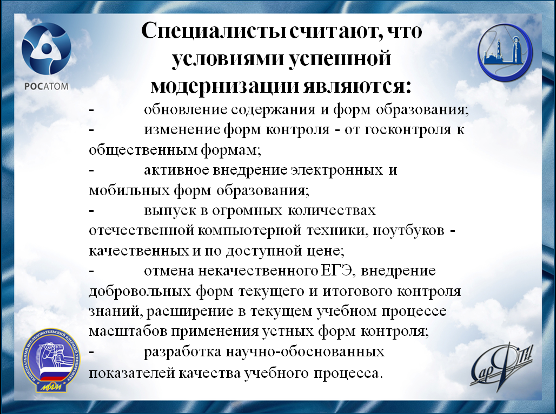 Специалисты считают, что
условиями успешной
модернизации являются:
РОСАТОМ
- обновление содержания и форм образования;
- изменение форм контроля - от госконтроля к
общественным формам;
- активное внедрение электронных и
мобильных форм образования;
- выпуск в огромных количествах
отечественной компьютерной техники, ноутбуков -
качественных и по доступной цене;
- отмена некачественного ЕГЭ, внедрение
добровольных форм текущего и итогового контроля
знаний, расширение в текущем учебном процессе
масштабов применения устных форм контроля;
- разработка научно-обоснованных
показателей качества учебного процесса.
СарФТИ